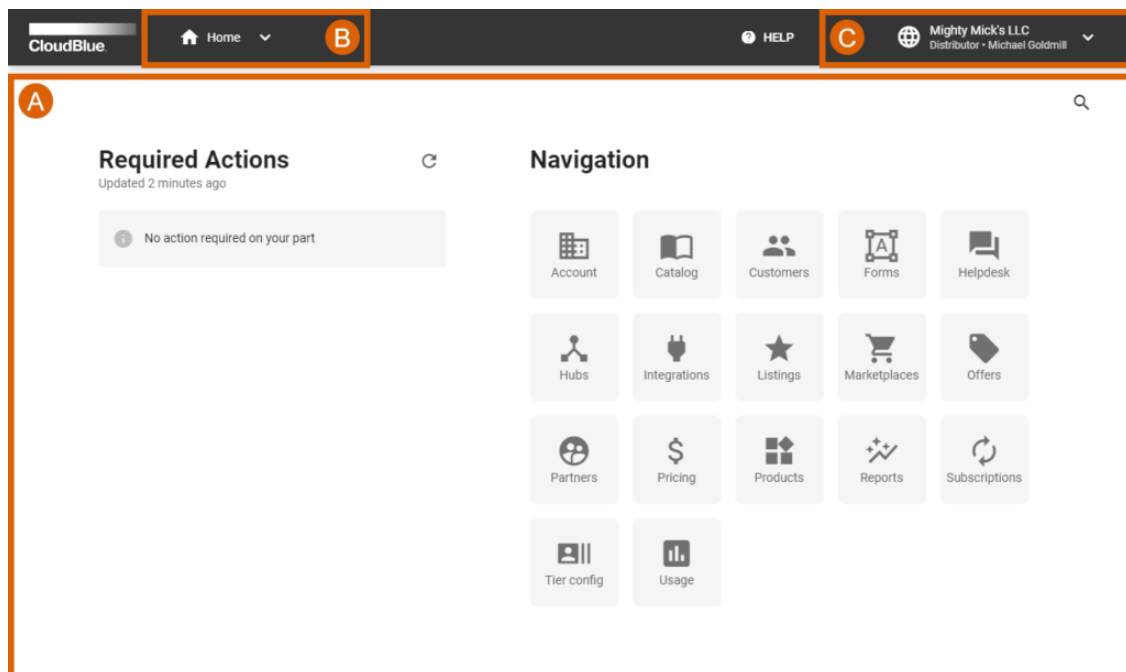 CloudBlue
Home
B
HELP
C
Mighty Mick's LLC
Distributor • Michael Goldmill
A
Required Actions
Updated 2 minutes ago
No action required on your part
Navigation
Account
Catalog
Customers
A
Forms
Helpdesk
Hubs
Integrations
Listings
Marketplaces
Offers
Partners
$
Pricing
Products
Reports
Subscriptions
Tier config
Usage